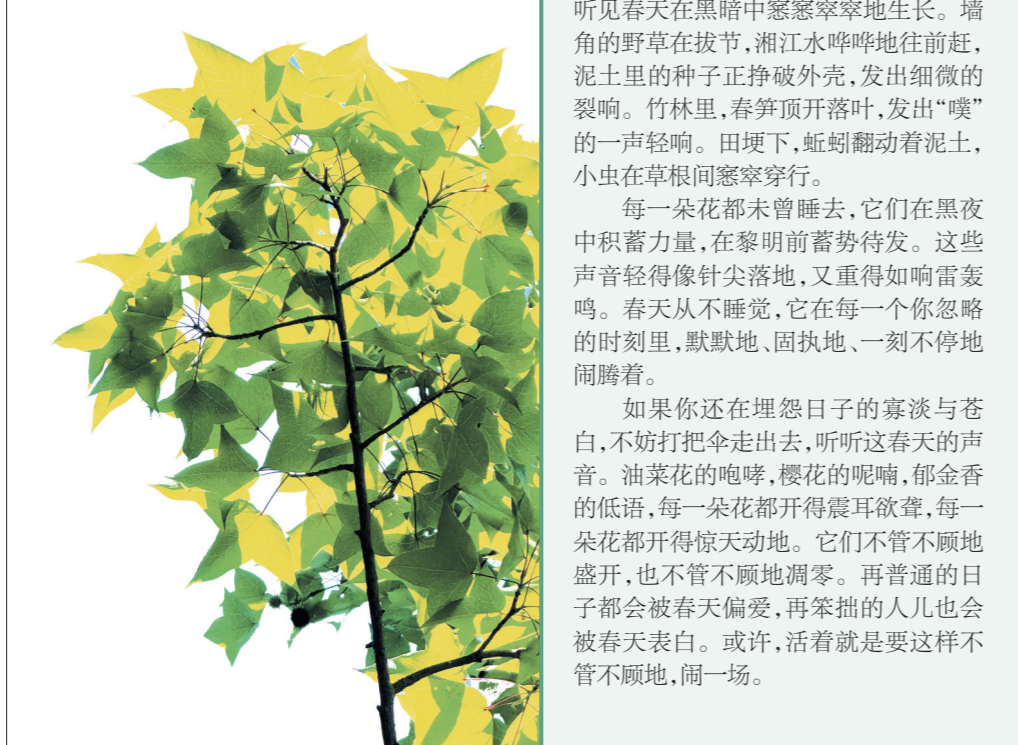 听见春天在黑暗中窸窸窣窣地生长。墙
角的野草在拔节,湘江水哗哗地往前赶,
泥土里的种子正挣破外壳,发出细微的
裂响。竹林里,春笋顶开落叶,发出“噗”
的一声轻响。田埂下,蚯蚓翻动着泥土,
小虫在草根间窸窣穿行。
每一朵花都未曾睡去,它们在黑夜
中积蓄力量,在黎明前蓄势待发。这些
声音轻得像针尖落地,又重得如响雷轰
鸣。春天从不睡觉,它在每一个你忽略
的时刻里,默默地、固执地、一刻不停地
闹腾着。
如果你还在埋怨日子的寡淡与苍
白,不妨打把伞走出去,听听这春天的声
音。油菜花的咆哮,樱花的呢喃,郁金香
的低语,每一朵花都开得震耳欲聋,每一
朵花都开得惊天动地。它们不管不顾地
盛开,也不管不顾地凋零。再普通的日
子都会被春天偏爱,再笨拙的人儿也会
被春天表白。或许,活着就是要这样不
管不顾地,闹一场。